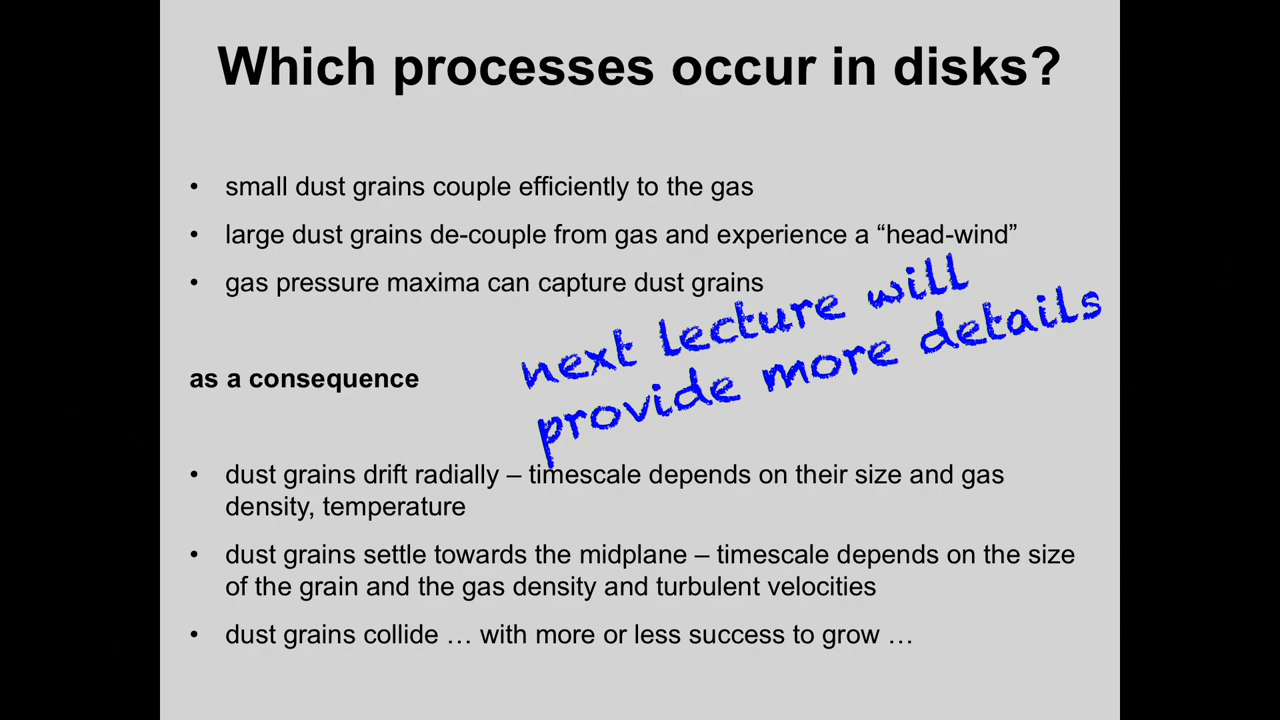 Which processes occur in disks?
• small dust grains couple efficiently to the gas
• large dust grains de-couple from gas and experience a “head-wind”
• gas pressure maxima can capture dust grains
next lecture will
provide more details
as a consequence
• dust grains drift radially – timescale depends on their size and gas
density, temperature
• dust grains settle towards the midplane – timescale depends on the size
of the grain and the gas density and turbulent velocities
• dust grains collide … with more or less success to grow …